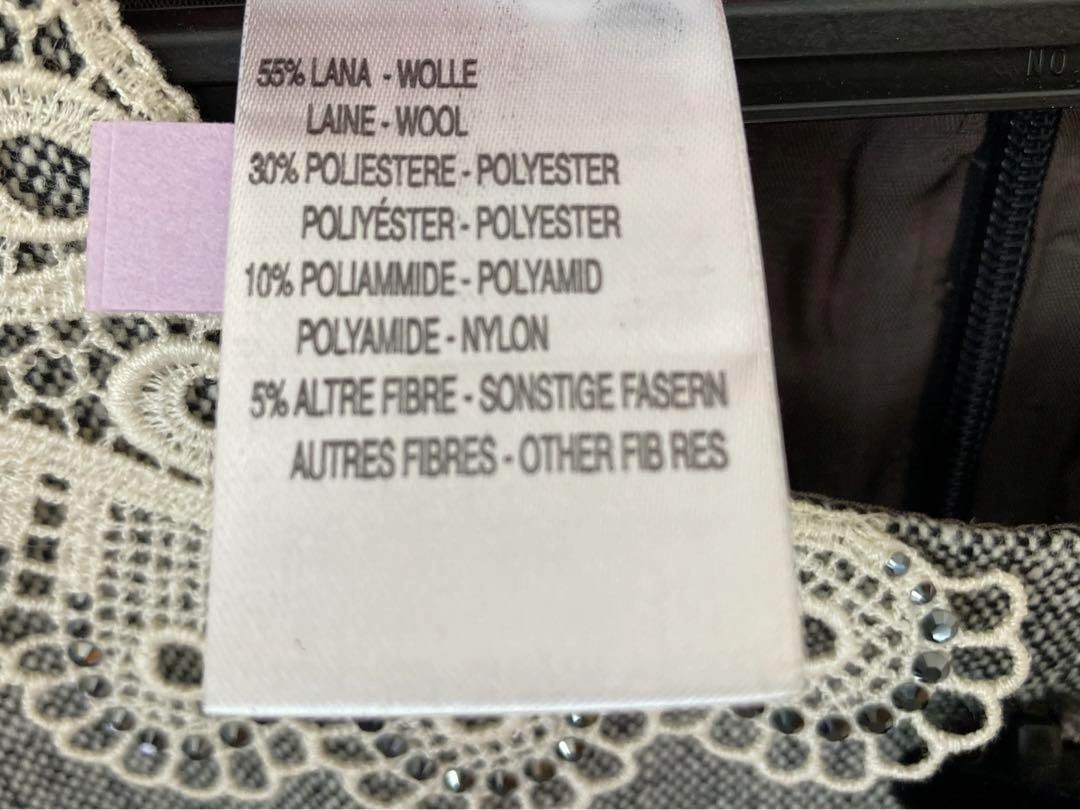 55% LANA - WOLLE
LAINE - WOOL
30% POLIESTERE - POLYESTER
POLIYÉSTER - POLYESTER
10% POLIAMMIDE - POLYAMID
POLYAMIDE - NYLON
5% ALTRE FIBRE - SONSTIGE FASERN
AUTRES FIBRES - OTHER FIB RES
NO.